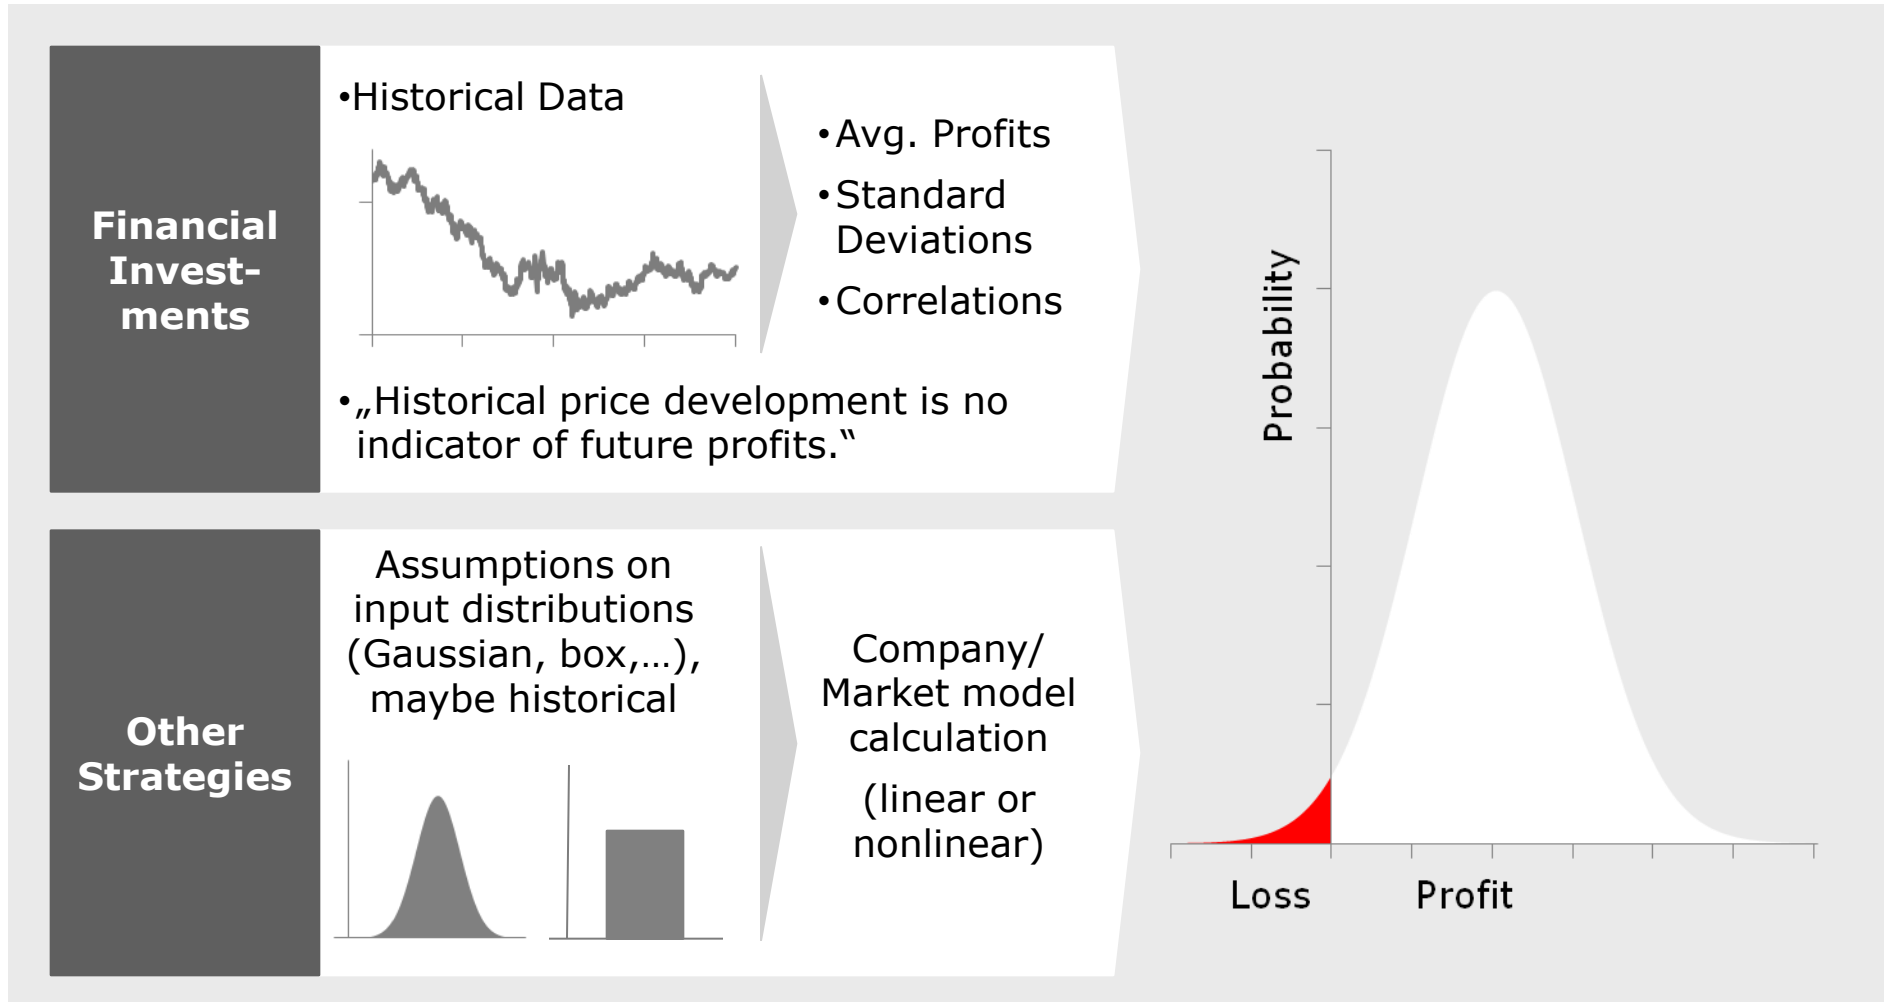 Financial
Invest-
ments
•Historical Data
•Avg. Profits
•Standard
Deviations
•Correlations
•„Historical price development is no
indicator of future profits.“
Other
Strategies
Assumptions on
input distributions
(Gaussian, box,…),
maybe historical
Company/
Market model
calculation
(linear or
nonlinear)
Probability
Loss
Profit